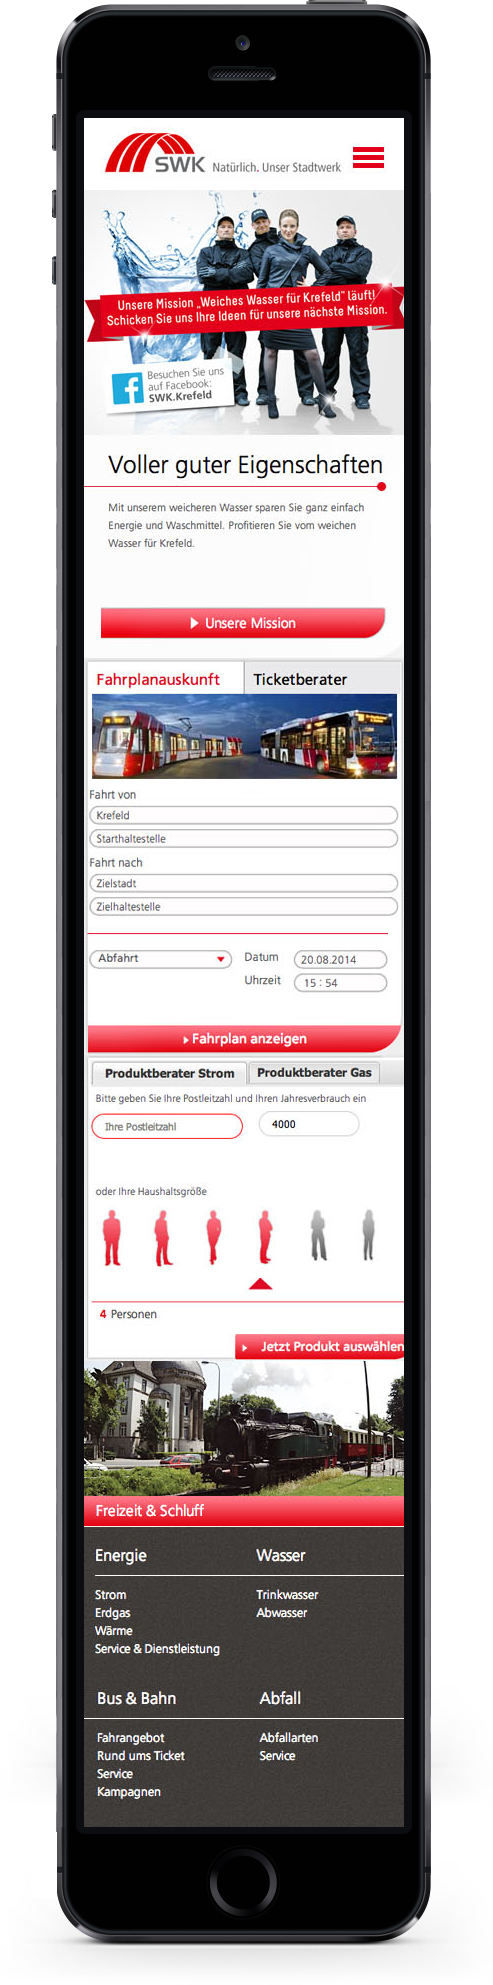 SWK Natürlich. Unser Stadtwerk
Unsere Mission „Weiches Wasser für Krefeld" läuft!
Schicken Sie uns Ihre Ideen für unsere nächste Mission.
f
Besuchen Sie uns
auf Facebook:
SWK.Krefeld
Voller guter Eigenschaften
Mit unserem weicheren Wasser sparen Sie ganz einfach
Energie und Waschmittel. Profitieren Sie vom weichen
Wasser für Krefeld.
Unsere Mission
Fahrplanauskunft Ticketberater
Fahrt von
Krefeld
Starthaltestelle
Fahrt nach
Zielstadt
Zielhaltestelle
Abfahrt Datum 20.08.2014
Uhrzeit 15 : 54
Fahrplan anzeigen
Produktberater Strom Produktberater Gas
Bitte geben Sie Ihre Postleitzahl und Ihren Jahresverbrauch ein
Ihre Postleitzahl 4000
oder Ihre Haushaltsgröße
4 Personen
Jetzt Produkt auswählen
Freizeit & Schluff
Energie Wasser
Strom Trinkwasser
Erdgas Abwasser
Wärme
Service & Dienstleistung
Bus & Bahn Abfall
Fahrangebot Abfallarten
Rund ums Ticket Service
Service
Kampagnen